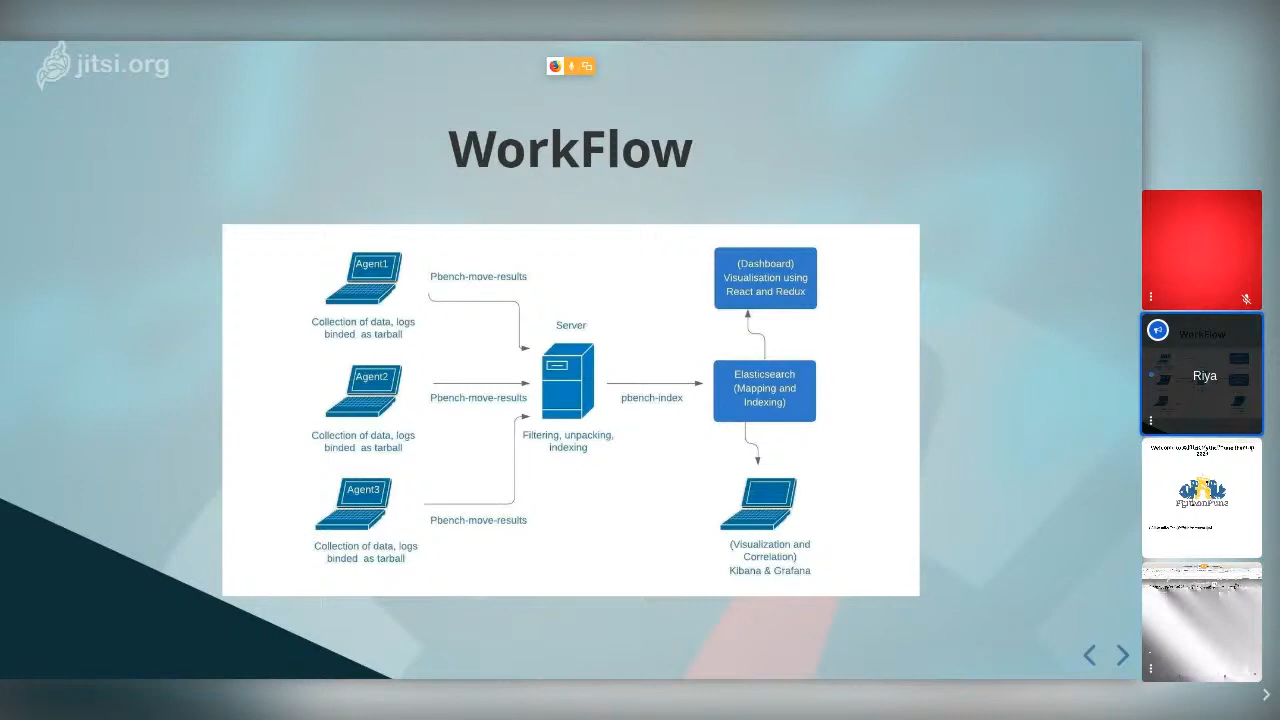 jitsi.org
WorkFlow
Agent1
Collection of data, logs
binded as tarball
Pbench-move-results
Agent2
Collection of data, logs
binded as tarball
Pbench-move-results
Agent3
Collection of data, logs
binded as tarball
Pbench-move-results
Server
Filtering, unpacking,
indexing
pbench-index
(Dashboard)
Visualisation using
React and Redux
Elasticsearch
(Mapping and
Indexing)
(Visualization and
Correlation)
Kibana & Grafana
WorkFlow
Riya